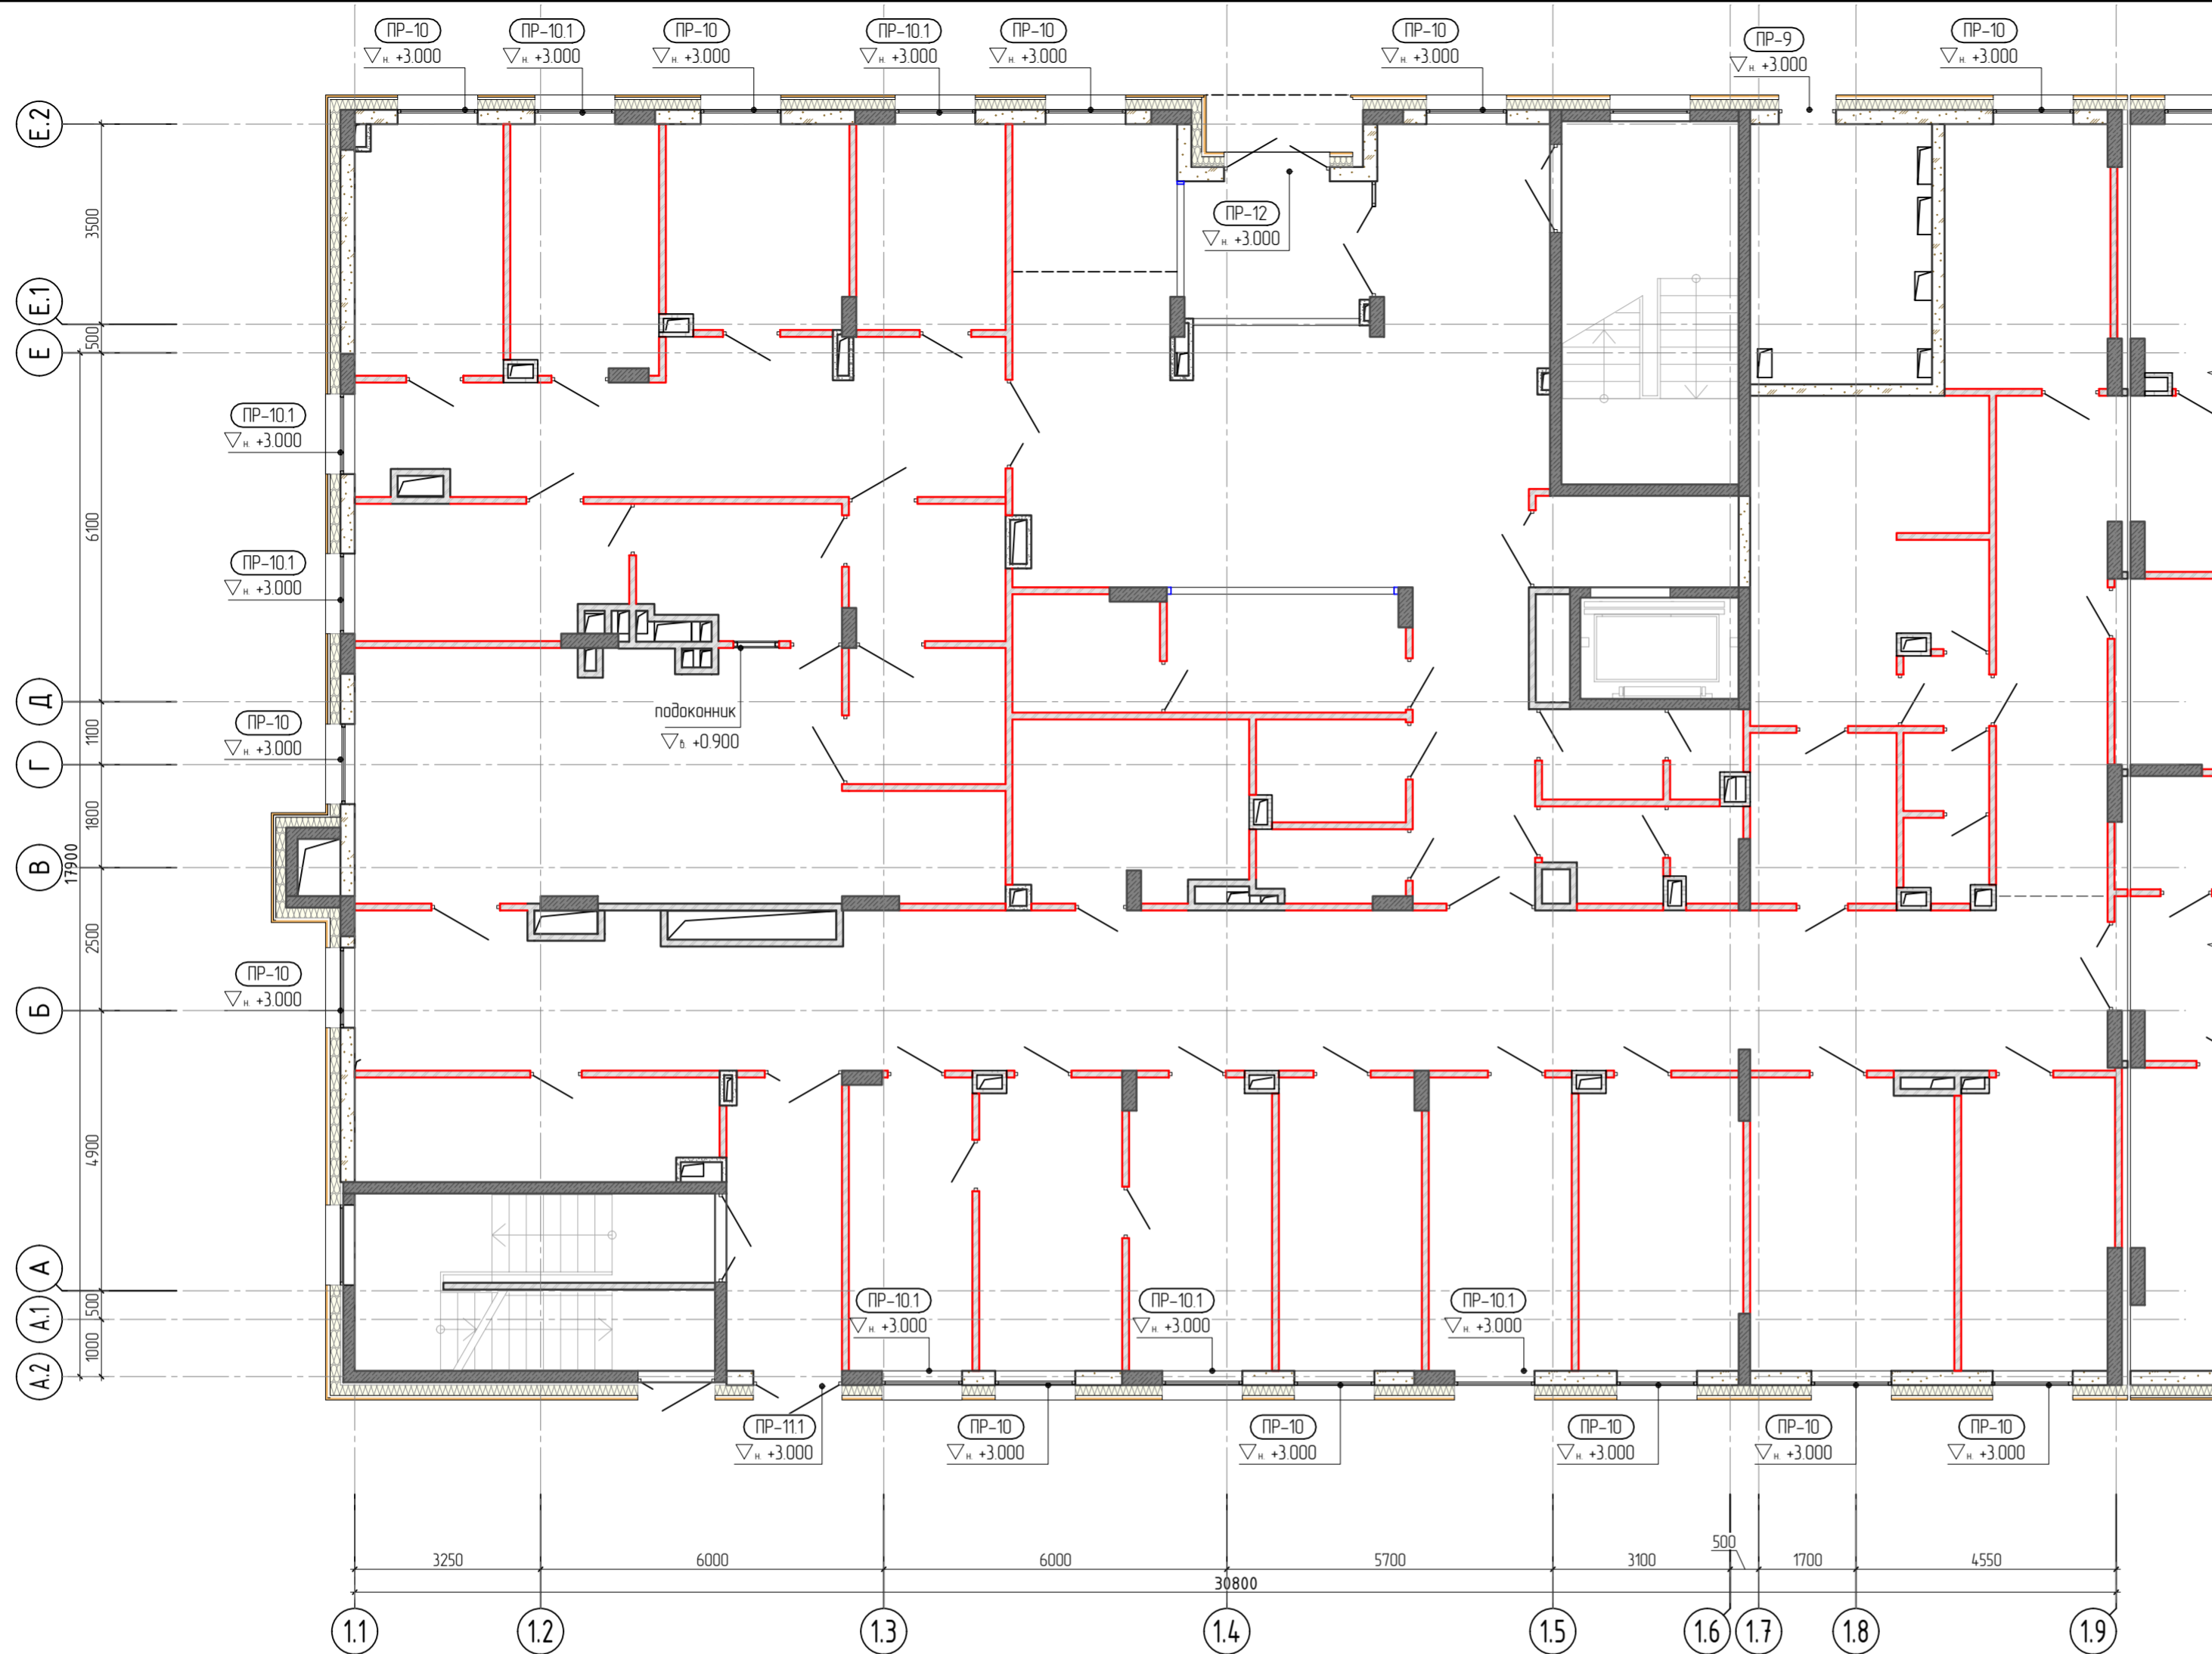 ПР-10
ПР-10.1
ПР-10
ПР-10.1
ПР-10
ПР-10
ПР-9
ПР-10
н. +3.000
н. +3.000
н. +3.000
н. +3.000
н. +3.000
н. +3.000
н. +3.000
н. +3.000
Е.2
ПР-12
н. +3.000
3500
Е.1
500
Е
ПР-10.1
н. +3.000
6100
ПР-10.1
н. +3.000
Д
подоконник
в. +0.900
ПР-10
н. +3.000
1100
Г
1800
В
17900
2500
ПР-10
н. +3.000
Б
4900
А
500
А.1
1000
А.2
ПР-10.1
ПР-10.1
ПР-10.1
н. +3.000
н. +3.000
н. +3.000
ПР-11.1
ПР-10
ПР-10
ПР-10
ПР-10
ПР-10
н. +3.000
н. +3.000
н. +3.000
н. +3.000
н. +3.000
н. +3.000
3250
6000
6000
5700
3100
500
1700
4550
30800
1.1
1.2
1.3
1.4
1.5
1.6
1.7
1.8
1.9